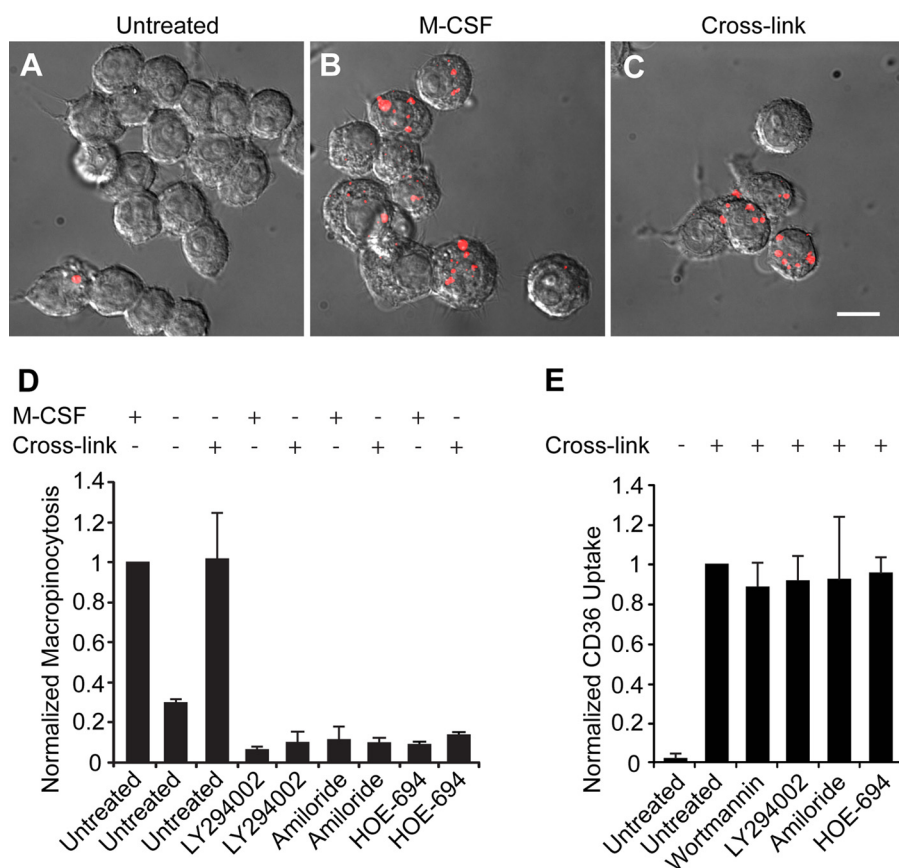 Untreated M-CSF Cross-link
A B C
D
M-CSF + - - + - + - + -
Cross-link - - + - + - + - +
Normalized Macropinocytosis
1.4
1.2
1
0.8
0.6
0.4
0.2
0
Untreated
Untreated
Untreated
LY294002
LY294002
Amiloride
Amiloride
HOE-694
HOE-694
E
Cross-link - + + + + +
Normalized CD36 Uptake
1.4
1.2
1
0.8
0.6
0.4
0.2
0
Untreated
Untreated
Wortmannin
LY294002
Amiloride
HOE-694